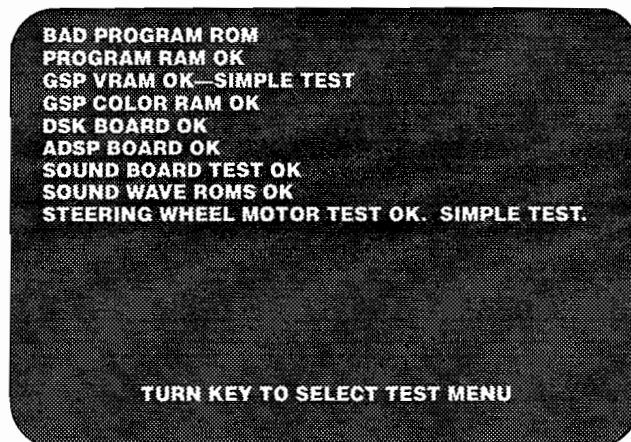 BAD PROGRAM ROM
PROGRAM RAM OK
GSP VRAM OK—SIMPLE TEST
GSP COLOR RAM OK
DSK BOARD OK
ADSP BOARD OK
SOUND BOARD TEST OK
SOUND WAVE ROMS OK
STEERING WHEEL MOTOR TEST OK. SIMPLE TEST.
TURN KEY TO SELECT TEST MENU